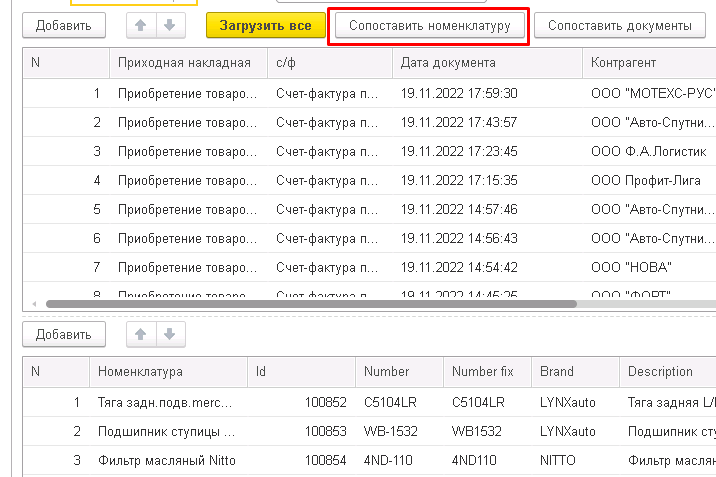 Добавить Загрузить все Сопоставить номенклатуру Сопоставить документы
N Приходная накладная с/ф Дата документа Контрагент
1 Приобретение товаро... Счет-фактура п... 19.11.2022 17:59:30 ООО "МОТЕХС-РУС"
2 Приобретение товаро... Счет-фактура п... 19.11.2022 17:43:57 ООО "Авто-Спутни...
3 Приобретение товаро... Счет-фактура п... 19.11.2022 17:23:45 ООО Ф.А.Логистик
4 Приобретение товаро... Счет-фактура п... 19.11.2022 17:15:35 ООО Профит-Лига
5 Приобретение товаро... Счет-фактура п... 19.11.2022 14:57:46 ООО "Авто-Спутни...
6 Приобретение товаро... Счет-фактура п... 19.11.2022 14:56:43 ООО "Авто-Спутни...
7 Приобретение товаро... Счет-фактура п... 19.11.2022 14:54:42 ООО "НОВА"
8 Приобретение товаро... Счет-фактура п... 19.11.2022 14:45:25 ООО "ФОРТ"
Добавить
N Номенклатура Id Number Number fix Brand Description
1 Тяга задн.подв.merc... 100852 C5104LR C5104LR LYNXauto Тяга задняя L/
2 Подшипник ступицы ... 100853 WB-1532 WB1532 LYNXauto Подшипник сту
3 Фильтр масляный Nitto 100854 4ND-110 4ND110 NITTO Фильтр маслян